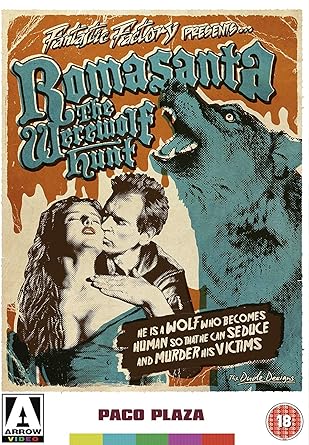 Fantastic Factory PRESENTS...
Romasanta
The Werewolf
Hunt
HE IS A WOLF WHO BECOMES
HUMAN SO THAT HE CAN SEDUCE
AND MURDER HIS VICTIMS
The Dude Designs
ARROW
VIDEO
PACO PLAZA
18